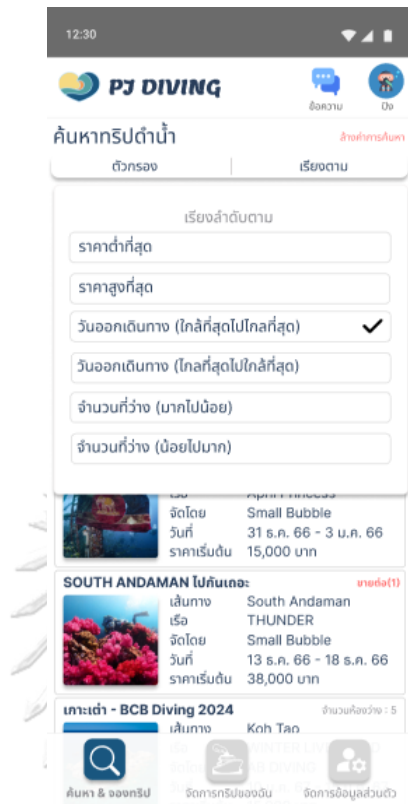 12:30
PJ DIVING
ข้อความ
ปิง
ค้นหาทริปดำน้ำ
ล้างค่าการค้นหา
ตัวกรอง
เรียงตาม
เรียงลำดับตาม
ราคาต่ำที่สุด
ราคาสูงที่สุด
วันออกเดินทาง (ใกล้ที่สุดไปไกลที่สุด)
วันออกเดินทาง (ไกลที่สุดไปใกล้ที่สุด)
จำนวนที่ว่าง (มากไปน้อย)
จำนวนที่ว่าง (น้อยไปมาก)
เรือ April Princess
จัดโดย Small Bubble
วันที่ 31 ธ.ค. 66 - 3 ม.ค. 66
ราคาเริ่มต้น 15,000 บาท
SOUTH ANDAMAN ไปกันเถอะ ขายต่อ(1)
เส้นทาง South Andaman
เรือ THUNDER
จัดโดย Small Bubble
วันที่ 13 ธ.ค. 66 - 18 ธ.ค. 66
ราคาเริ่มต้น 38,000 บาท
เกาะเต่า - BCB Diving 2024 จำนวนห้องว่าง : 5
เส้นทาง Koh Tao
ค้นหา & จองทริป
จัดการทริปของฉัน
จัดการข้อมูลส่วนตัว